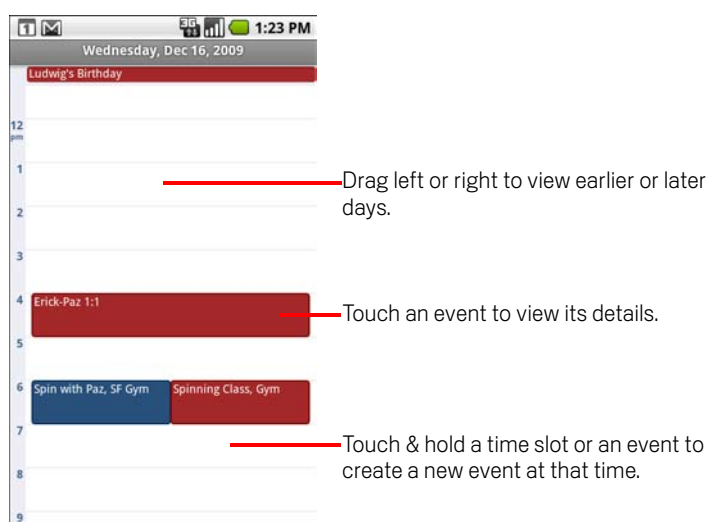 1
3G
1:23 PM
Wednesday, Dec 16, 2009
Ludwig's Birthday
12
pm
1
Drag left or right to view earlier or later
days.
2
3
4
Erick-Paz 1:1
Touch an event to view its details.
5
6
Spin with Paz, SF Gym
Spinning Class, Gym
7
Touch & hold a time slot or an event to
create a new event at that time.
8
9